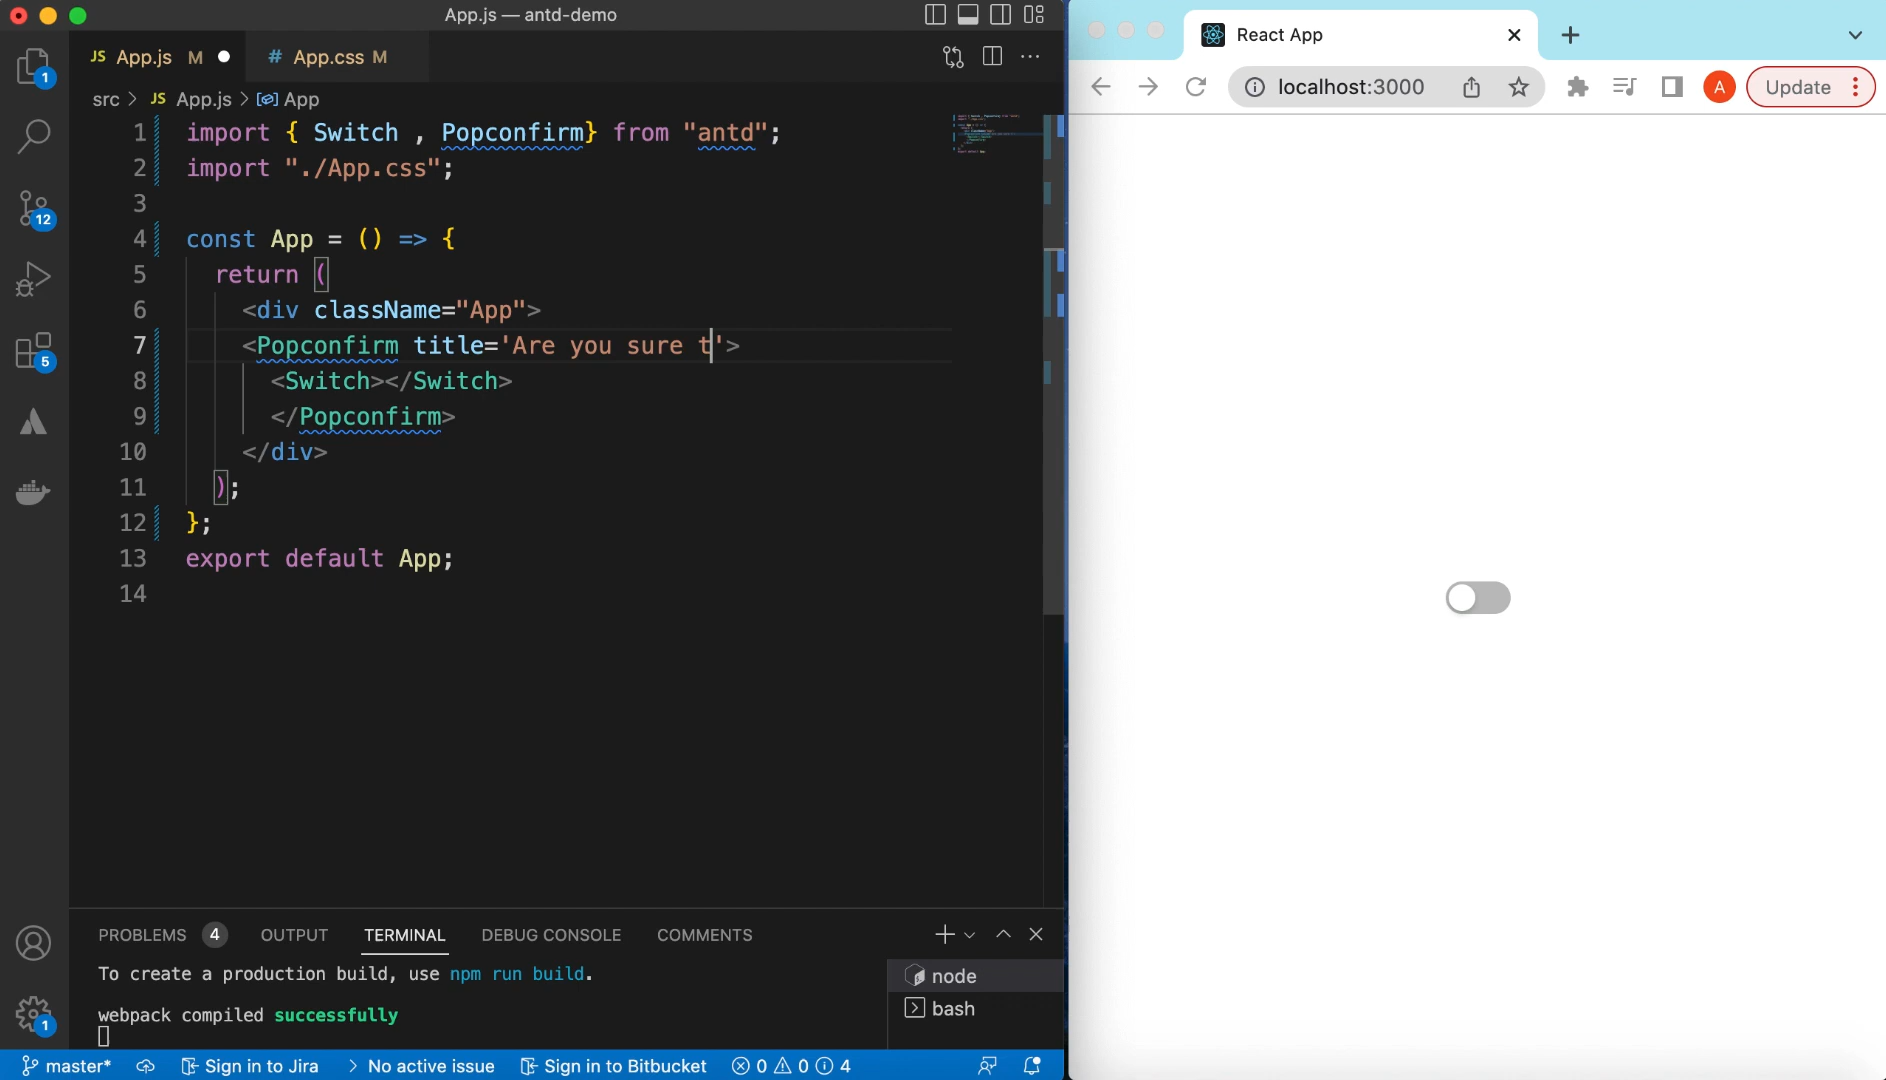 App.js — antd-demo
JS App.js M
# App.css M
src > JS App.js > App
1 import { Switch , Popconfirm} from "antd";
2 import "./App.css";
3
4 const App = () => {
5 return (
6 <div className="App">
7 <Popconfirm title='Are you sure t'>
8 <Switch></Switch>
9 </Popconfirm>
10 </div>
11 );
12 };
13 export default App;
14
1
12
5
1
PROBLEMS 4 OUTPUT TERMINAL DEBUG CONSOLE COMMENTS
To create a production build, use npm run build.
webpack compiled successfully
node
bash
master* Sign in to Jira > No active issue Sign in to Bitbucket 0 0 4
React App
localhost:3000
A
Update